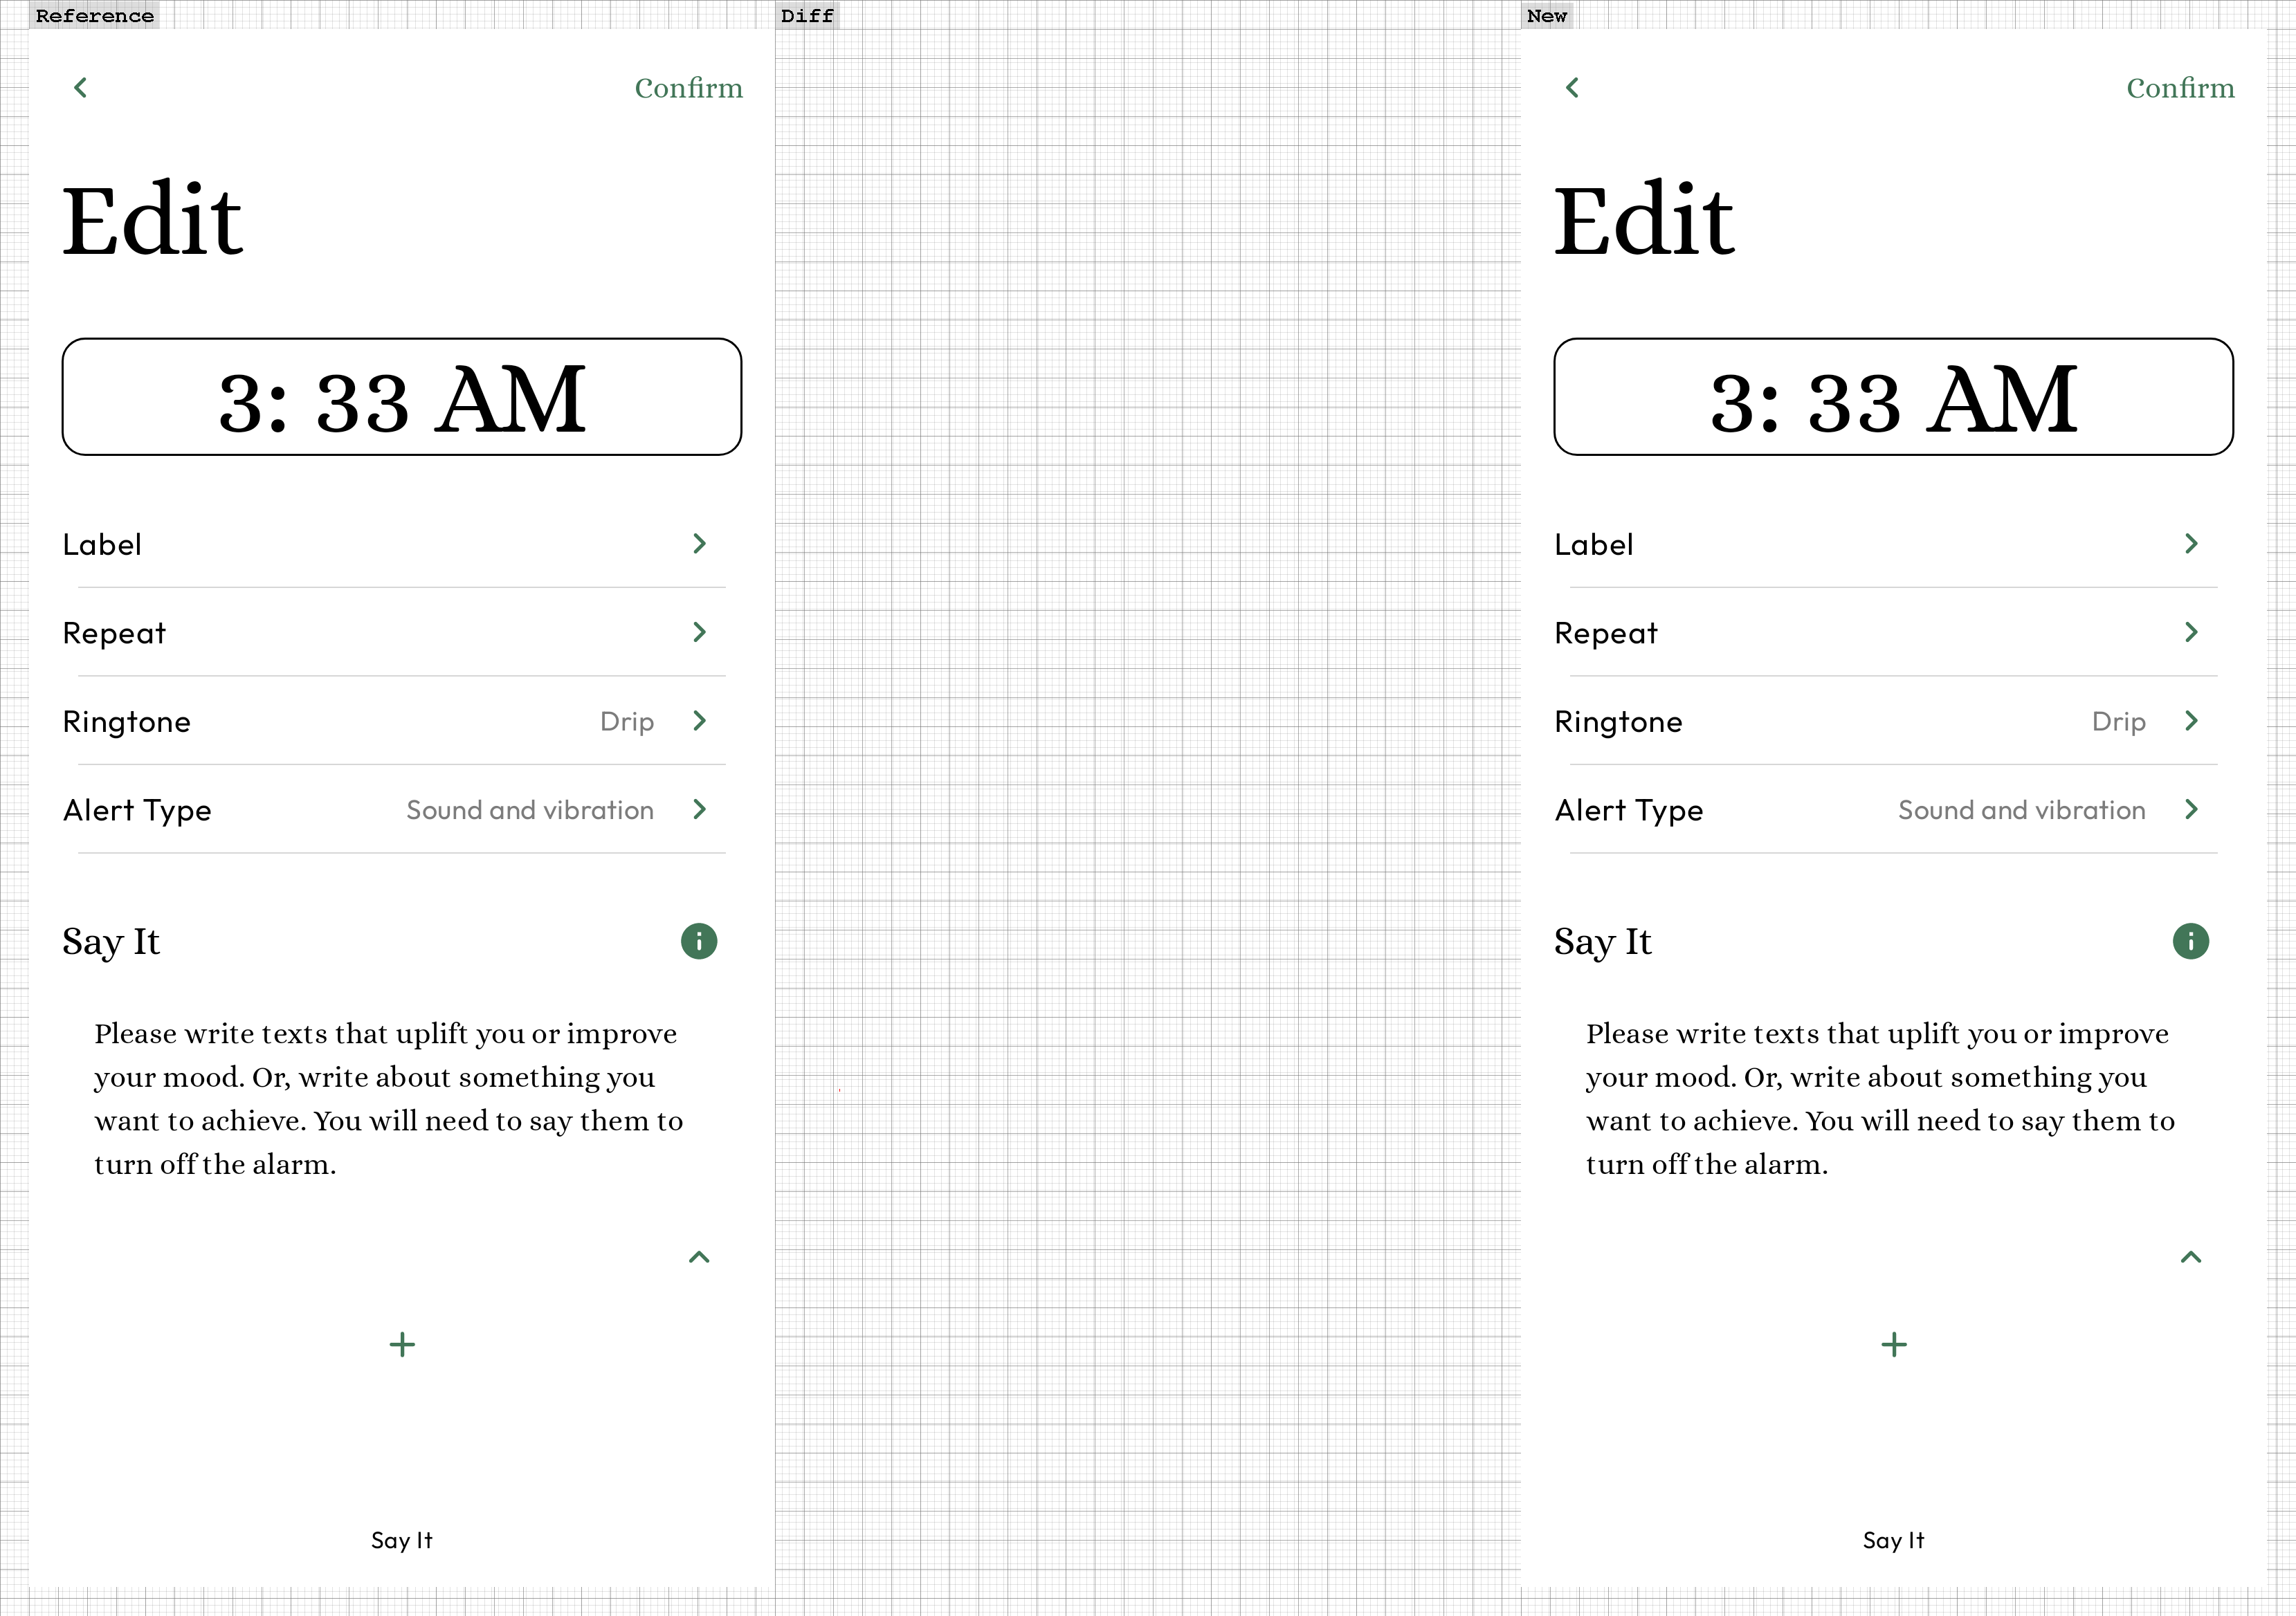 Reference
Diff
New
Confirm
Edit
3: 33 AM
Label
Repeat
Ringtone Drip
Alert Type Sound and vibration
Say It
Please write texts that uplift you or improve
your mood. Or, write about something you
want to achieve. You will need to say them to
turn off the alarm.
Say It
Confirm
Edit
3: 33 AM
Label
Repeat
Ringtone Drip
Alert Type Sound and vibration
Say It
Please write texts that uplift you or improve
your mood. Or, write about something you
want to achieve. You will need to say them to
turn off the alarm.
Say It